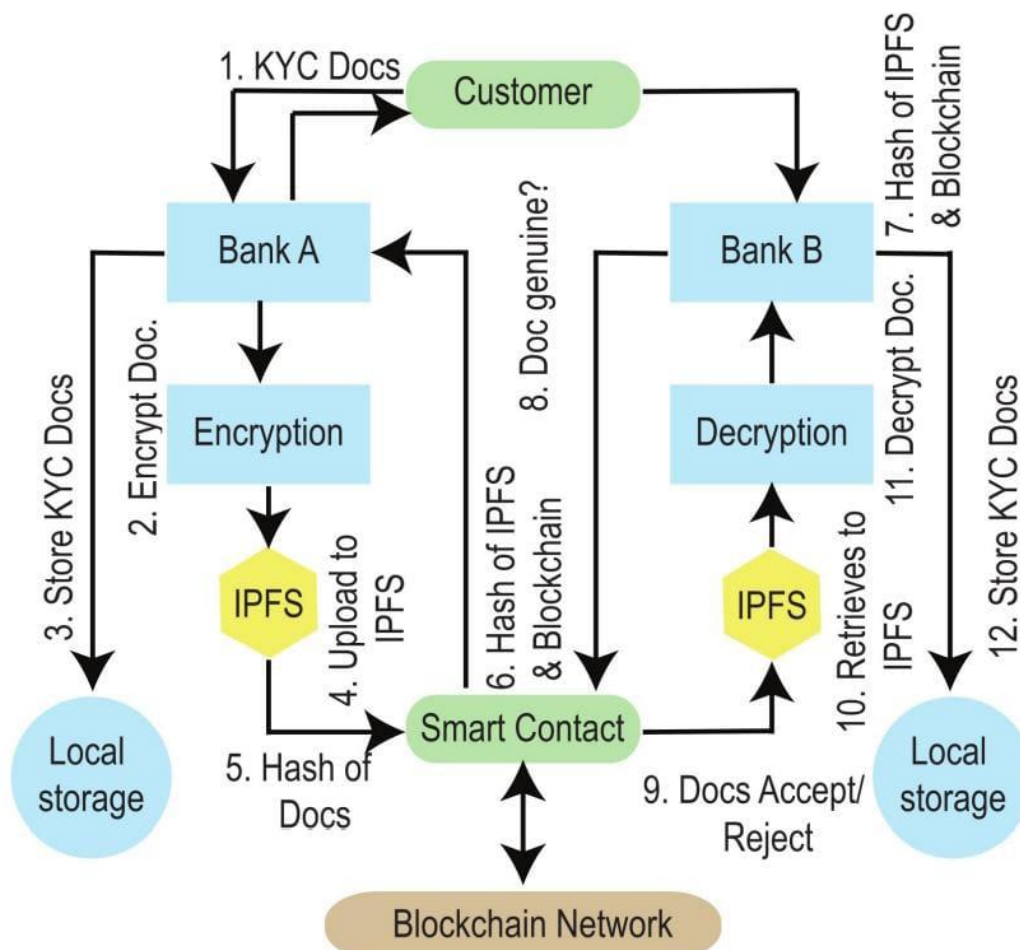 1. KYC Docs
Customer
7. Hash of IPFS
& Blockchain
Bank A
8. Doc genuine?
Bank B
2. Encrypt Doc.
Encryption
Decryption
11. Decrypt Doc.
3. Store KYC Docs
IPFS
4. Upload to
IPFS
6. Hash of IPFS
& Blockchain
IPFS
10. Retrieves to
IPFS
12. Store KYC Docs
Local
storage
5. Hash of
Docs
Smart Contact
9. Docs Accept/
Reject
Local
storage
Blockchain Network